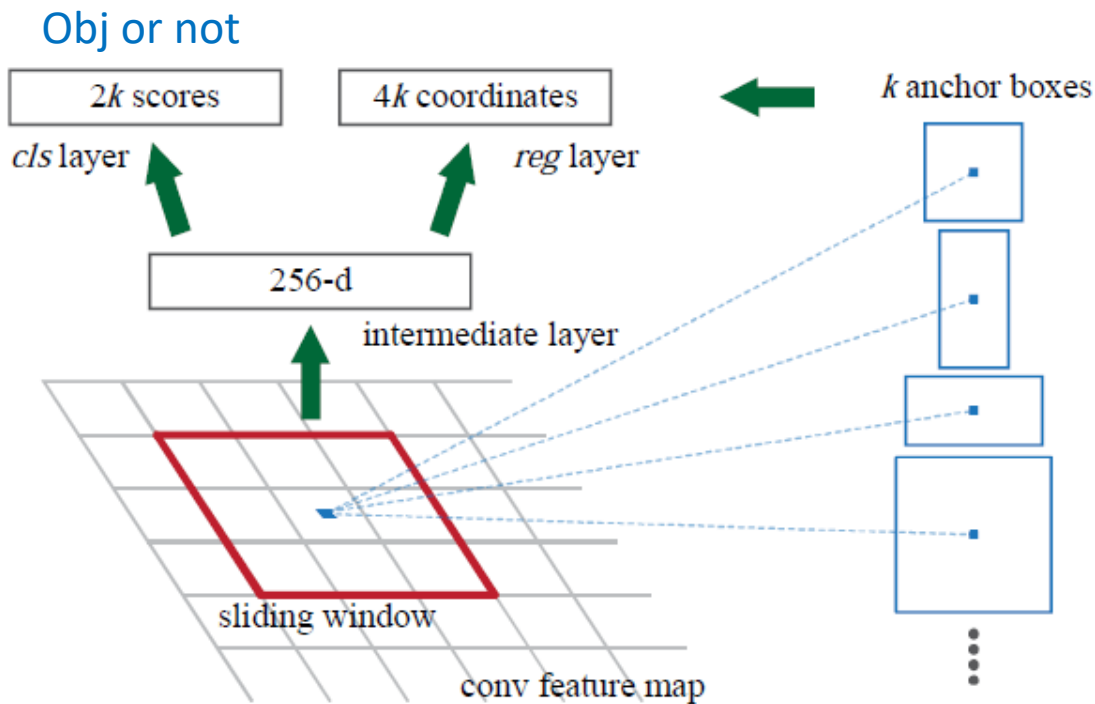 Obj or not
2k scores
4k coordinates
k anchor boxes
cls layer
reg layer
256-d
intermediate layer
sliding window
conv feature map